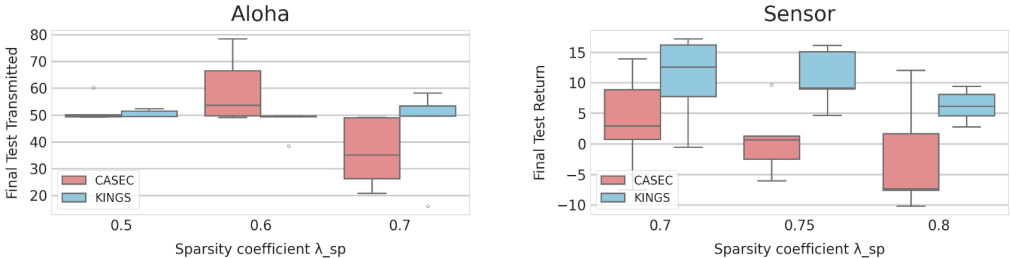 Aloha
Final Test Transmitted
80
70
60
50
40
30
20
CASEC
KINGS
0.5
0.6
0.7
Sparsity coefficient λ_sp
Sensor
Final Test Return
15
10
5
0
−5
−10
CASEC
KINGS
0.7
0.75
0.8
Sparsity coefficient λ_sp